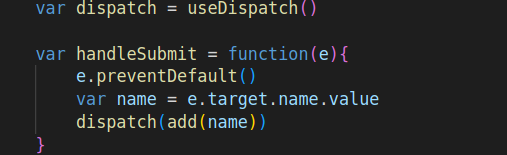 var dispatch = useDispatch()
var handleSubmit = function(e){
e.preventDefault()
var name = e.target.name.value
dispatch(add(name))
}